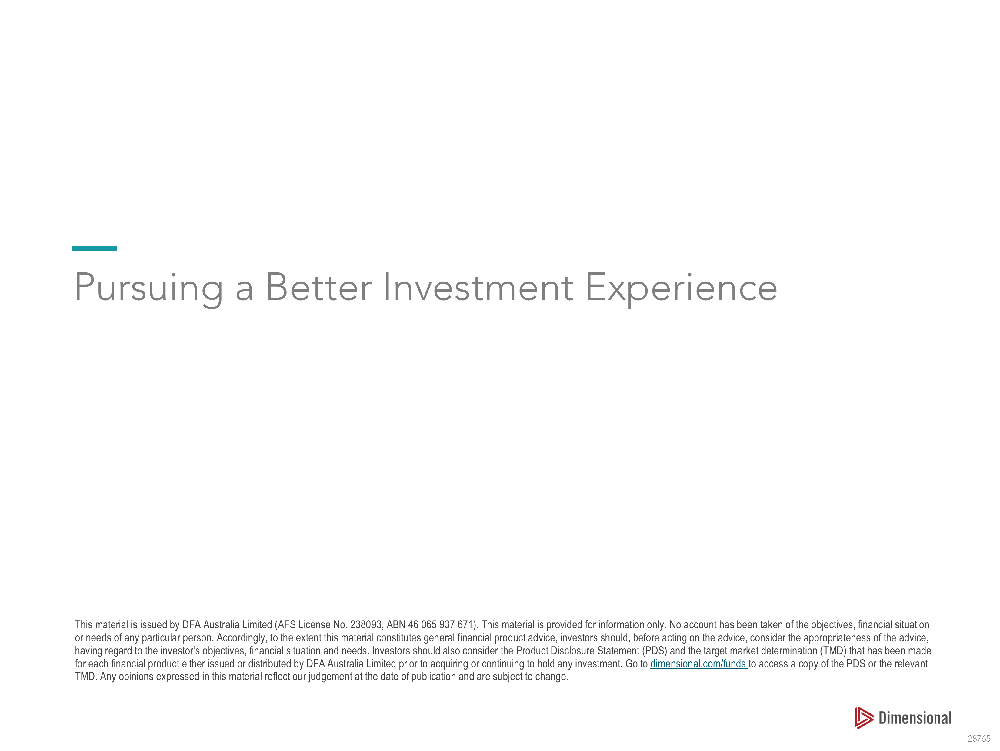 Pursuing a Better Investment Experience
This material is issued by DFA Australia Limited (AFS License No. 238093, ABN 46 065 937 671). This material is provided for information only. No account has been taken of the objectives, financial situation
or needs of any particular person. Accordingly, to the extent this material constitutes general financial product advice, investors should, before acting on the advice, consider the appropriateness of the advice,
having regard to the investor’s objectives, financial situation and needs. Investors should also consider the Product Disclosure Statement (PDS) and the target market determination (TMD) that has been made
for each financial product either issued or distributed by DFA Australia Limited prior to acquiring or continuing to hold any investment. Go to dimensional.com/funds to access a copy of the PDS or the relevant
TMD. Any opinions expressed in this material reflect our judgement at the date of publication and are subject to change.
Dimensional
28765